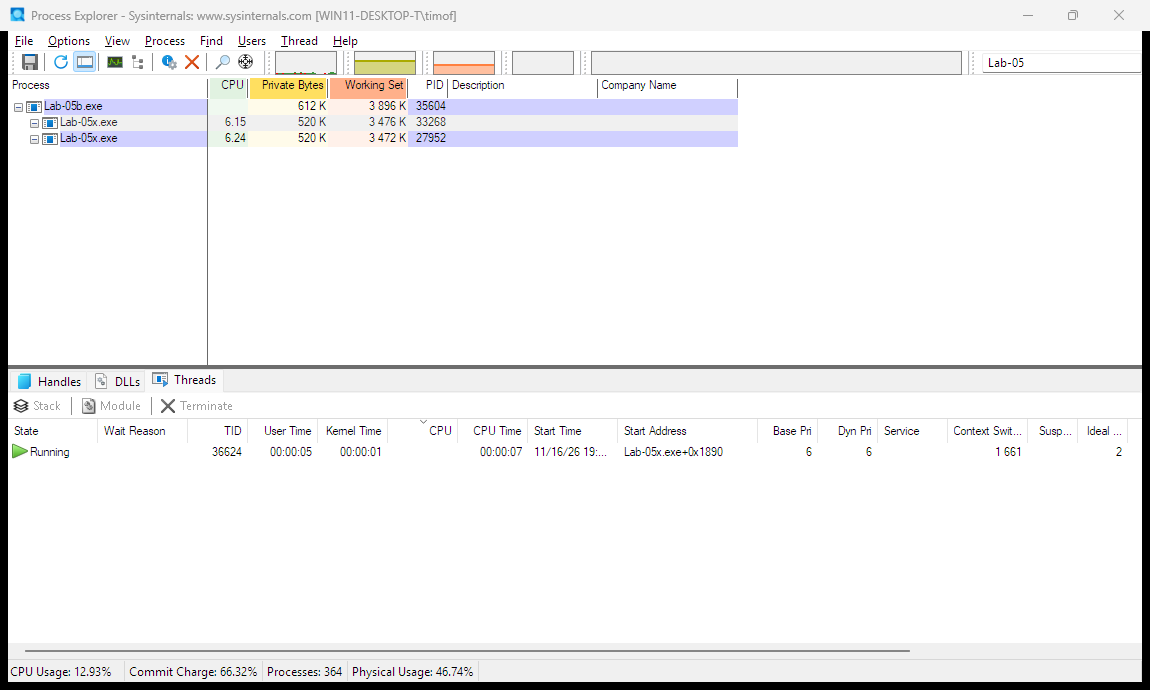 Process Explorer - Sysinternals: www.sysinternals.com [WIN11-DESKTOP-T\timof]
File Options View Process Find Users Thread Help
Lab-05
Process CPU Private Bytes Working Set PID Description Company Name
Lab-05b.exe 612 K 3 896 K 35604
Lab-05x.exe 6.15 520 K 3 476 K 33268
Lab-05x.exe 6.24 520 K 3 472 K 27952
Handles DLLs Threads
Stack Module Terminate
State Wait Reason TID User Time Kernel Time CPU CPU Time Start Time Start Address Base Pri Dyn Pri Service Context Swit... Susp... Ideal ...
Running 36624 00:00:05 00:00:01 00:00:07 11/16/26 19:... Lab-05x.exe+0x1890 6 6 1 661 2
CPU Usage: 12.93% Commit Charge: 66.32% Processes: 364 Physical Usage: 46.74%